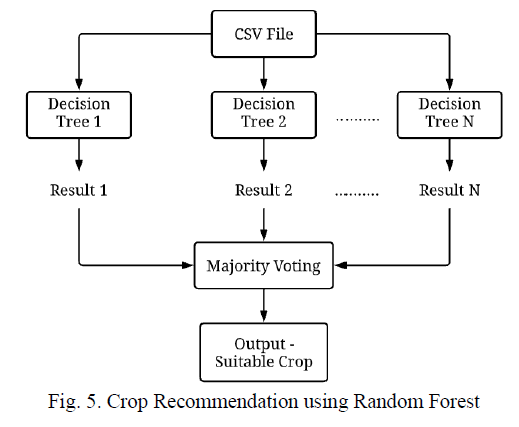 CSV File
Decision
Tree 1
Decision
Tree 2
..........
Decision
Tree N
Result 1
Result 2
..........
Result N
Majority Voting
Output -
Suitable Crop
Fig. 5. Crop Recommendation using Random Forest